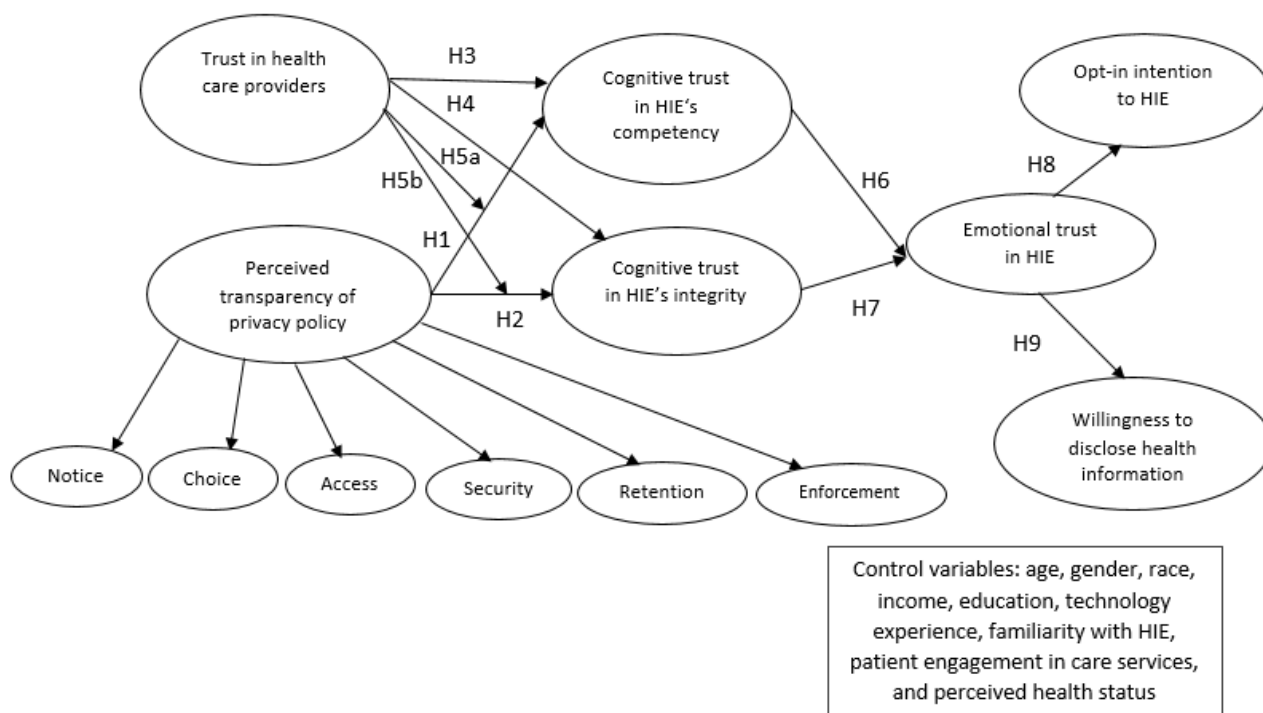 Trust in health
care providers
H3
Cognitive trust
in HIE’s
competency
Opt-in intention
to HIE
H4
H5a
H5b
H6
H8
H1
Emotional trust
in HIE
Perceived
transparency of
privacy policy
Cognitive trust
in HIE’s integrity
H2
H7
H9
Willingness to
disclose health
information
Notice
Choice
Access
Security
Retention
Enforcement
Control variables: age, gender, race,
income, education, technology
experience, familiarity with HIE,
patient engagement in care services,
and perceived health status